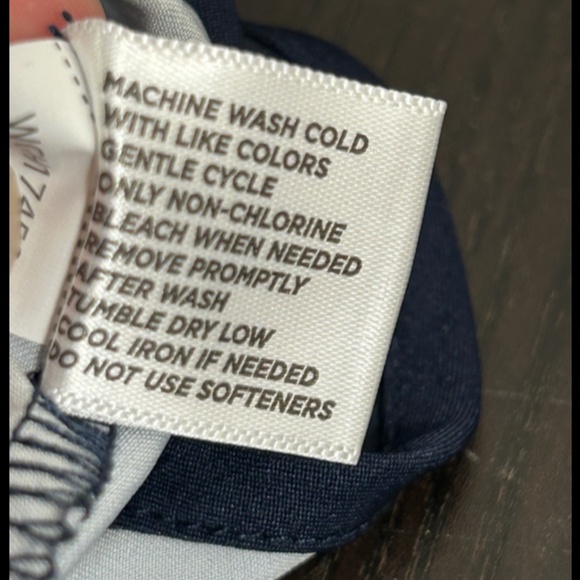 MACHINE WASH COLD
WITH LIKE COLORS
GENTLE CYCLE
ONLY NON-CHLORINE
BLEACH WHEN NEEDED
REMOVE PROMPTLY
AFTER WASH
TUMBLE DRY LOW
COOL IRON IF NEEDED
DO NOT USE SOFTENERS